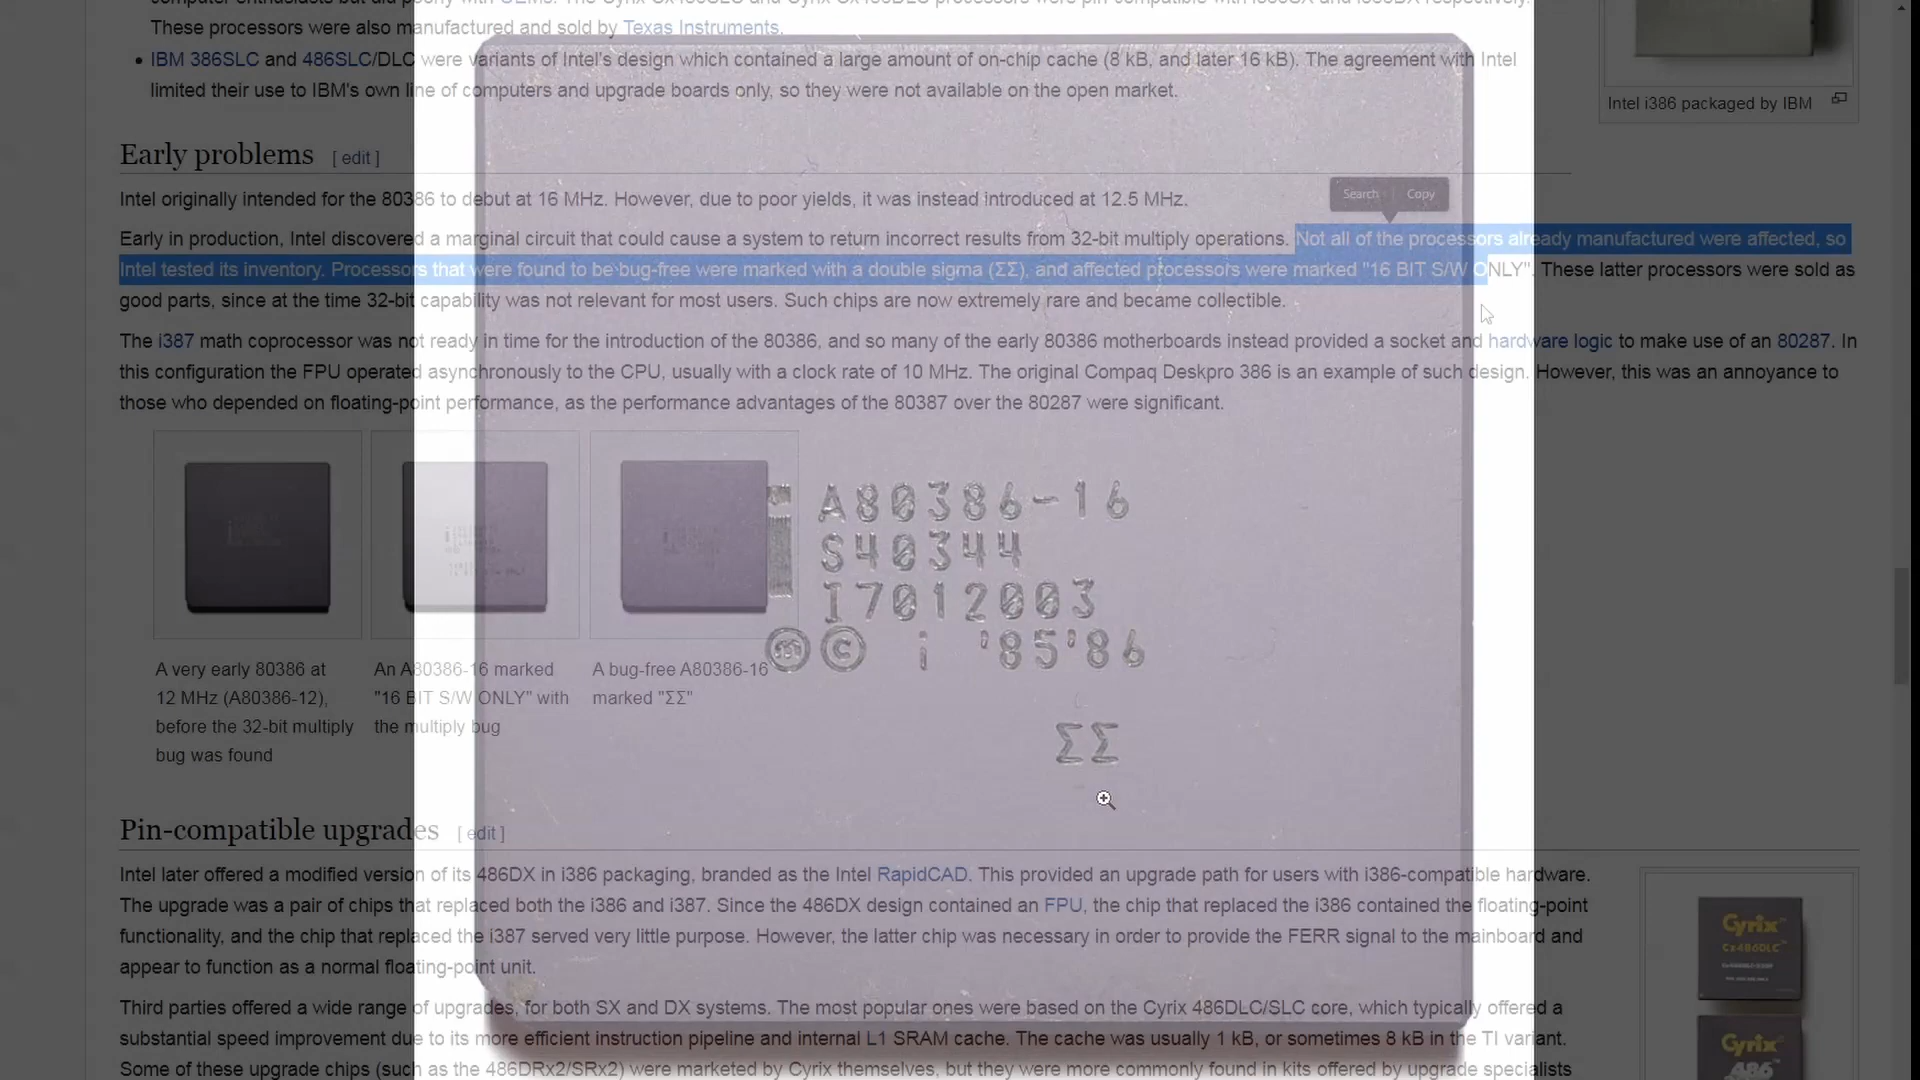 computer enthusiasts but did poorly with OEMs. The Cyrix Cx486SLC and Cyrix Cx486DLC processors were pin-compatible with i386SX and i386DX respectively.
These processors were also manufactured and sold by Texas Instruments.
• IBM 386SLC and 486SLC/DLC were variants of Intel's design which contained a large amount of on-chip cache (8 kB, and later 16 kB). The agreement with Intel
limited their use to IBM's own line of computers and upgrade boards only, so they were not available on the open market.
Intel i386 packaged by IBM
Early problems [ edit ]
Intel originally intended for the 80386 to debut at 16 MHz. However, due to poor yields, it was instead introduced at 12.5 MHz.
Search Copy
Early in production, Intel discovered a marginal circuit that could cause a system to return incorrect results from 32-bit multiply operations. Not all of the processors already manufactured were affected, so
Intel tested its inventory. Processors that were found to be bug-free were marked with a double sigma (ΣΣ), and affected processors were marked "16 BIT S/W ONLY". These latter processors were sold as
good parts, since at the time 32-bit capability was not relevant for most users. Such chips are now extremely rare and became collectible.
The i387 math coprocessor was not ready in time for the introduction of the 80386, and so many of the early 80386 motherboards instead provided a socket and hardware logic to make use of an 80287. In
this configuration the FPU operated asynchronously to the CPU, usually with a clock rate of 10 MHz. The original Compaq Deskpro 386 is an example of such design. However, this was an annoyance to
those who depended on floating-point performance, as the performance advantages of the 80387 over the 80287 were significant.
A80386-16
S40344
I7012003
ⓜ © i '85'86
ΣΣ
A very early 80386 at
12 MHz (A80386-12),
before the 32-bit multiply
bug was found
An A80386-16 marked
"16 BIT S/W ONLY" with
the multiply bug
A bug-free A80386-16
marked "ΣΣ"
Pin-compatible upgrades [ edit ]
Intel later offered a modified version of its 486DX in i386 packaging, branded as the Intel RapidCAD. This provided an upgrade path for users with i386-compatible hardware.
The upgrade was a pair of chips that replaced both the i386 and i387. Since the 486DX design contained an FPU, the chip that replaced the i386 contained the floating-point
functionality, and the chip that replaced the i387 served very little purpose. However, the latter chip was necessary in order to provide the FERR signal to the mainboard and
appear to function as a normal floating-point unit.
Third parties offered a wide range of upgrades, for both SX and DX systems. The most popular ones were based on the Cyrix 486DLC/SLC core, which typically offered a
substantial speed improvement due to its more efficient instruction pipeline and internal L1 SRAM cache. The cache was usually 1 kB, or sometimes 8 kB in the TI variant.
Some of these upgrade chips (such as the 486DRx2/SRx2) were marketed by Cyrix themselves, but they were more commonly found in kits offered by upgrade specialists
Cyrix
Cx486DLC
Cyrix
486